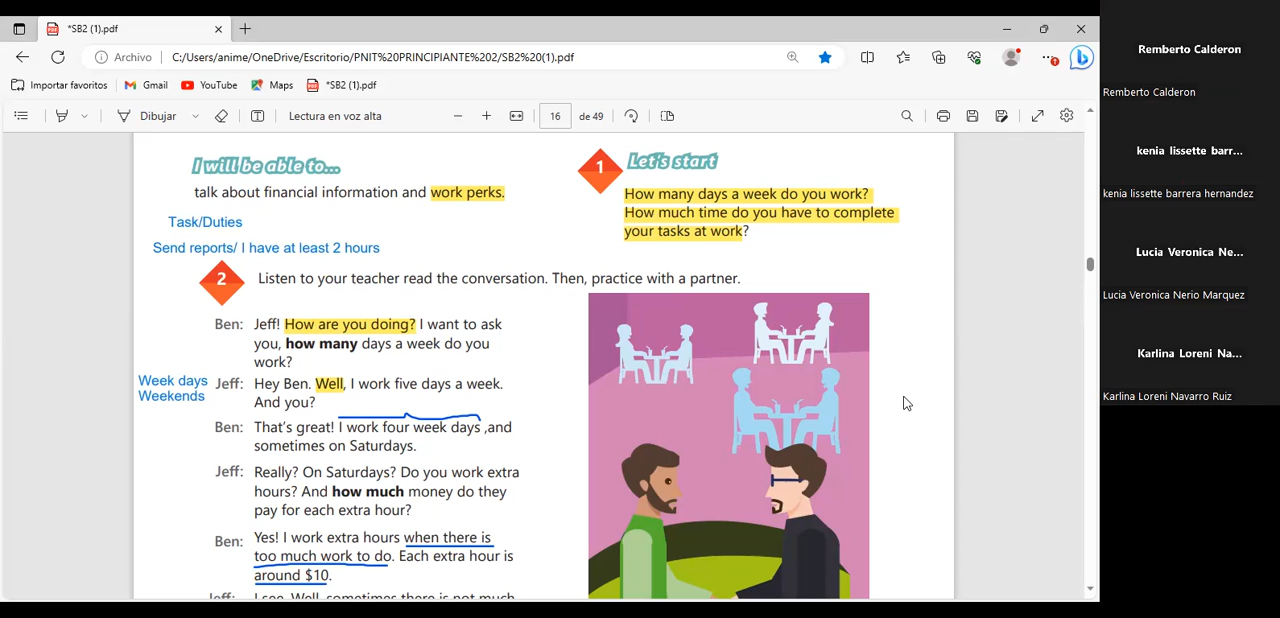 *SB2 (1).pdf
Archivo
C:/Users/anime/OneDrive/Escritorio/PNIT%20PRINCIPIANTE%202/SB2%20(1).pdf
Importar favoritos
Gmail
YouTube
Maps
*SB2 (1).pdf
Dibujar
Lectura en voz alta
16
de 49
I will be able to...
talk about financial information and work perks.
Task/Duties
Send reports/ I have at least 2 hours
1
Let's start
How many days a week do you work?
How much time do you have to complete
your tasks at work?
2
Listen to your teacher read the conversation. Then, practice with a partner.
Ben: Jeff! How are you doing? I want to ask
you, how many days a week do you
work?
Week days
Weekends
Jeff: Hey Ben. Well, I work five days a week.
And you?
Ben: That's great! I work four week days ,and
sometimes on Saturdays.
Jeff: Really? On Saturdays? Do you work extra
hours? And how much money do they
pay for each extra hour?
Ben: Yes! I work extra hours when there is
too much work to do. Each extra hour is
around $10.
Jeff: I see. Well, sometimes there is not much
Remberto Calderon
Remberto Calderon
kenia lissette barr...
kenia lissette barrera hernandez
Lucia Veronica Ne...
Lucia Veronica Nerio Marquez
Karlina Loreni Na...
Karlina Loreni Navarro Ruiz